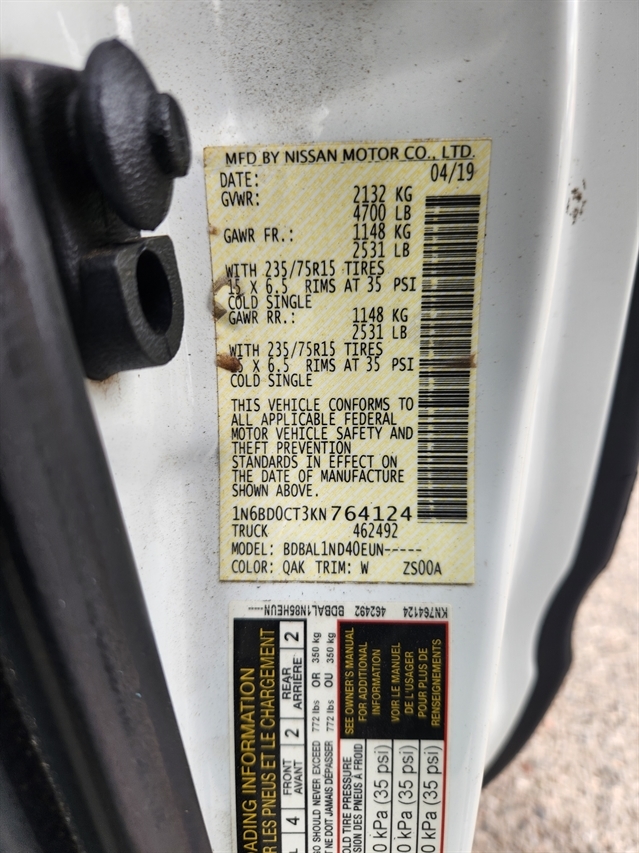 MFD BY NISSAN MOTOR CO., LTD.
DATE: 04/19
GVWR: 2132 KG
4700 LB
GAWR FR.: 1148 KG
2531 LB
WITH 235/75R15 TIRES
15 X 6.5 RIMS AT 35 PSI
COLD SINGLE
GAWR RR.: 1148 KG
2531 LB
WITH 235/75R15 TIRES
X 6.5 RIMS AT 35 PSI
COLD SINGLE
THIS VEHICLE CONFORMS TO
ALL APPLICABLE FEDERAL
MOTOR VEHICLE SAFETY AND
THEFT PREVENTION
STANDARDS IN EFFECT ON
THE DATE OF MANUFACTURE
SHOWN ABOVE.
1N6BD0CT3KN764124
TRUCK 462492
MODEL: BDBAL1ND40EUN-----
COLOR: QAK TRIM: W ZS00A
KN764124 462492 BDBAL1N86HEUN----
SEE OWNER'S MANUAL
FOR ADDITIONAL
INFORMATION
VOIR LE MANUEL
DE L'USAGER
POUR PLUS DE
RENSEIGNEMENTS
INFORMATION
LES PNEUS ET LE CHARGEMENT
4 FRONT 2 REAR 2
AVANT ARRIÈRE
SHOULD NEVER EXCEED 772 lbs OR 350 kg
NE DOIT JAMAIS DÉPASSER 772 lbs OU 350 kg
TIRE PRESSURE
DES PNEUS À FROID
kPa (35 psi)
kPa (35 psi)
kPa (35 psi)